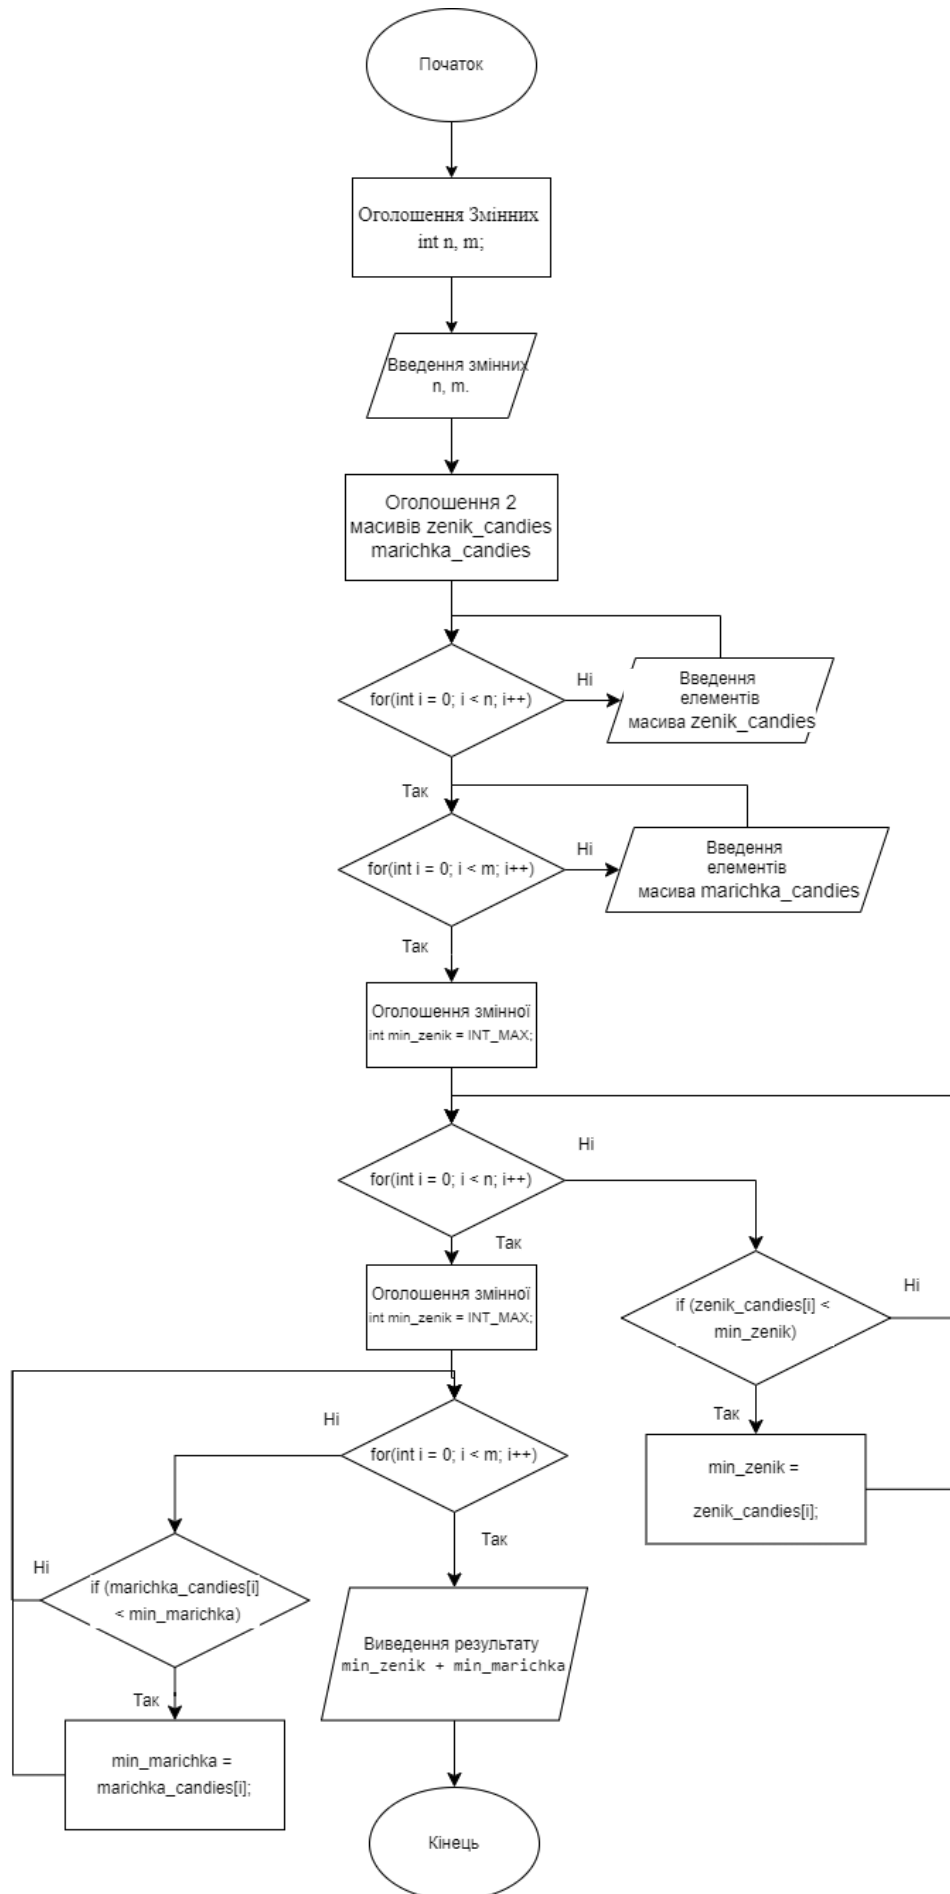 Початок
Оголошення Змінних
int n, m;
Введення змінних
n, m.
Оголошення 2
масивів zenik_candies
marichka_candies
for(int i = 0; i < n; i++)
Ні
Введення
елементів
масива zenik_candies
Так
for(int i = 0; i < m; i++)
Ні
Введення
елементів
масива marichka_candies
Так
Оголошення змінної
int min_zenik = INT_MAX;
for(int i = 0; i < n; i++)
Ні
Так
Оголошення змінної
int min_zenik = INT_MAX;
if (zenik_candies[i] <
min_zenik)
Ні
Так
min_zenik =
zenik_candies[i];
Ні
for(int i = 0; i < m; i++)
Так
Ні
if (marichka_candies[i]
< min_marichka)
Так
min_marichka =
marichka_candies[i];
Виведення результату
min_zenik + min_marichka
Кінець